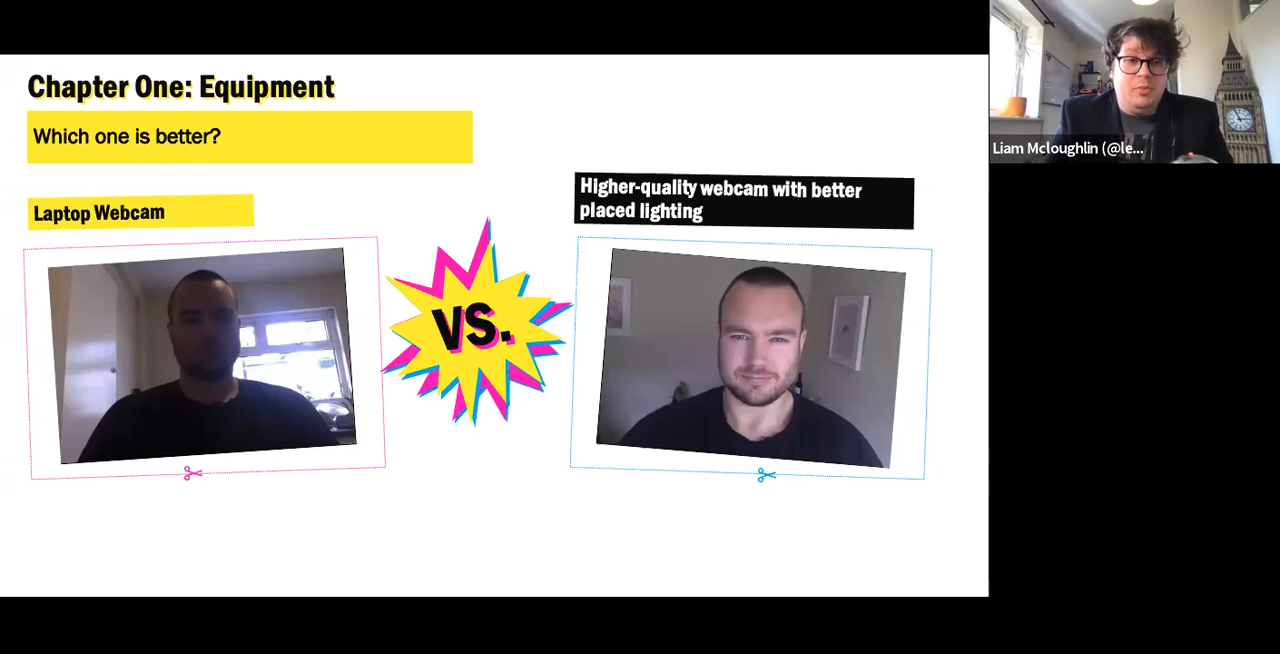 Chapter One: Equipment
Which one is better?
Laptop Webcam
Higher-quality webcam with better
placed lighting
VS.
Liam Mcloughlin (@le...